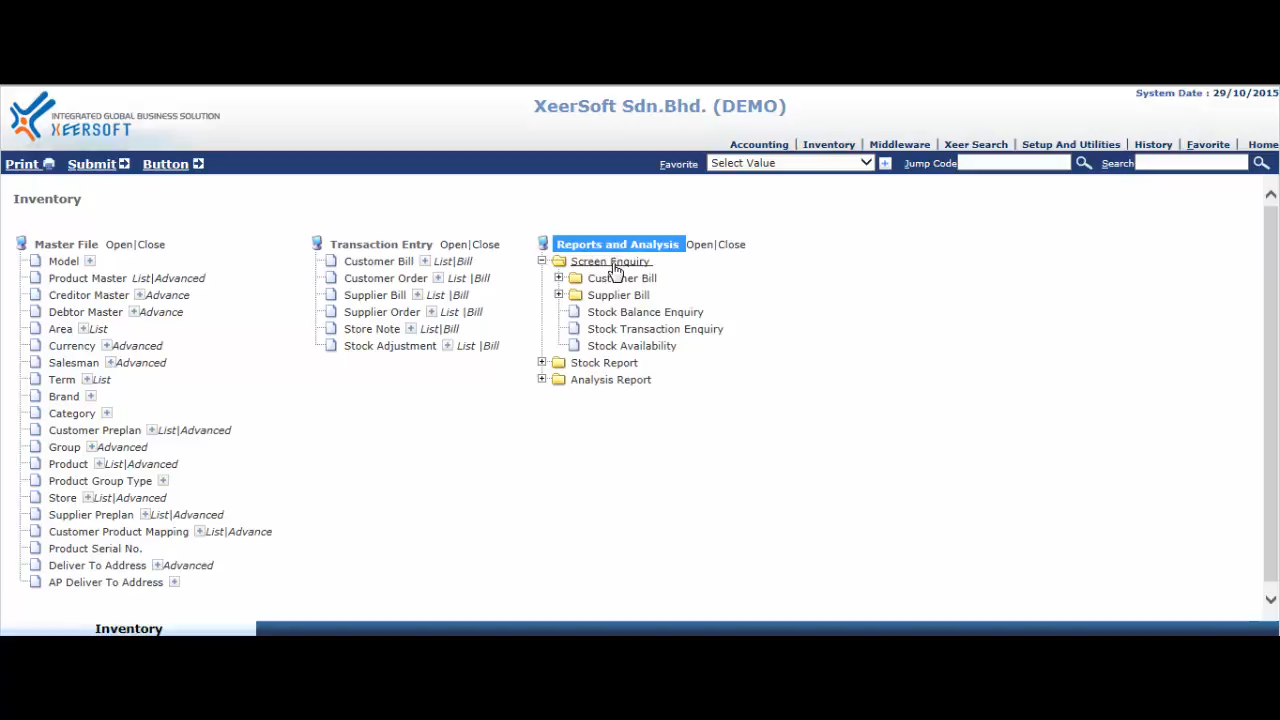 System Date : 29/10/2015
XeerSoft Sdn.Bhd. (DEMO)
INTEGRATED GLOBAL BUSINESS SOLUTION
XEERSOFT
Accounting | Inventory | Middleware | Xeer Search | Setup And Utilities | History | Favorite | Home
Print Submit Button Favorite Select Value Jump Code Search
Inventory
Master File Open|Close
Model
Product Master List|Advanced
Creditor Master Advance
Debtor Master Advance
Area List
Currency Advanced
Salesman Advanced
Term List
Brand
Category
Customer Preplan List|Advanced
Group Advanced
Product List|Advanced
Product Group Type
Store List|Advanced
Supplier Preplan List|Advanced
Customer Product Mapping List|Advance
Product Serial No.
Deliver To Address Advanced
AP Deliver To Address
Transaction Entry Open|Close
Customer Bill List|Bill
Customer Order List |Bill
Supplier Bill List |Bill
Supplier Order List |Bill
Store Note List|Bill
Stock Adjustment List |Bill
Reports and Analysis Open|Close
Screen Enquiry
Customer Bill
Supplier Bill
Stock Balance Enquiry
Stock Transaction Enquiry
Stock Availability
Stock Report
Analysis Report
Inventory